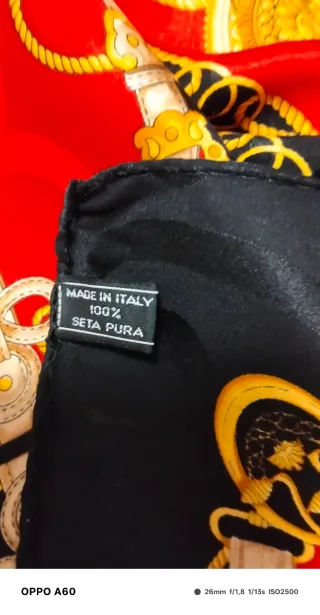 MADE IN ITALY
100%
SETA PURA
OPPO A60
26mm f/1,8 1/13s ISO2500